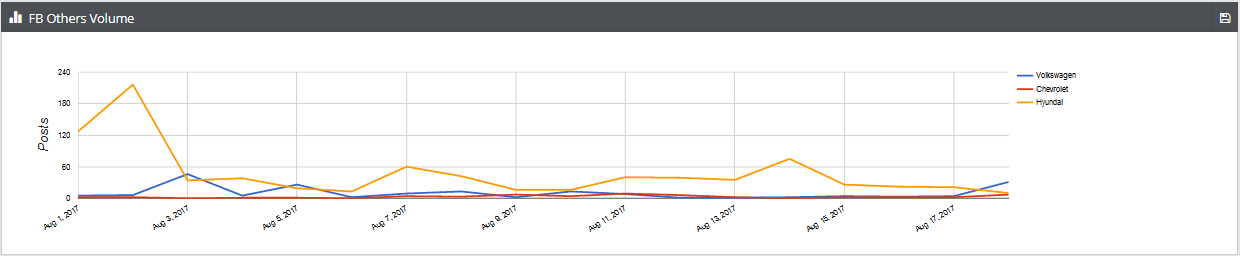 FB Others Volume
Posts
240
180
120
60
0
Aug 1, 2017
Aug 3, 2017
Aug 5, 2017
Aug 7, 2017
Aug 9, 2017
Aug 11, 2017
Aug 13, 2017
Aug 15, 2017
Aug 17, 2017
Volkswagen
Chevrolet
Hyundai